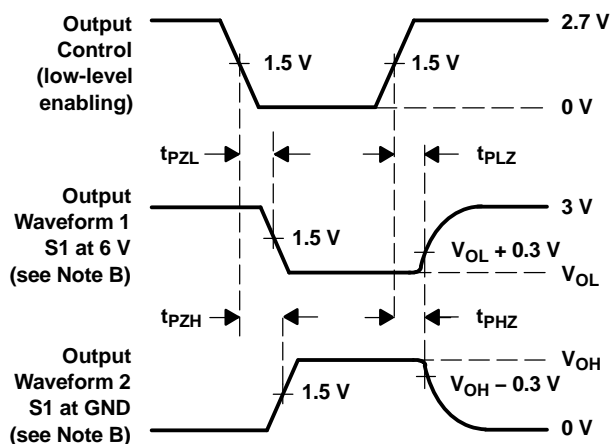 Output
Control
(low-level
enabling)
2.7 V
1.5 V
1.5 V
0 V
tPZL
tPLZ
Output
Waveform 1
S1 at 6 V
(see Note B)
3 V
1.5 V
VOL + 0.3 V
VOL
tPZH
tPHZ
Output
Waveform 2
S1 at GND
(see Note B)
VOH
1.5 V
VOH − 0.3 V
0 V